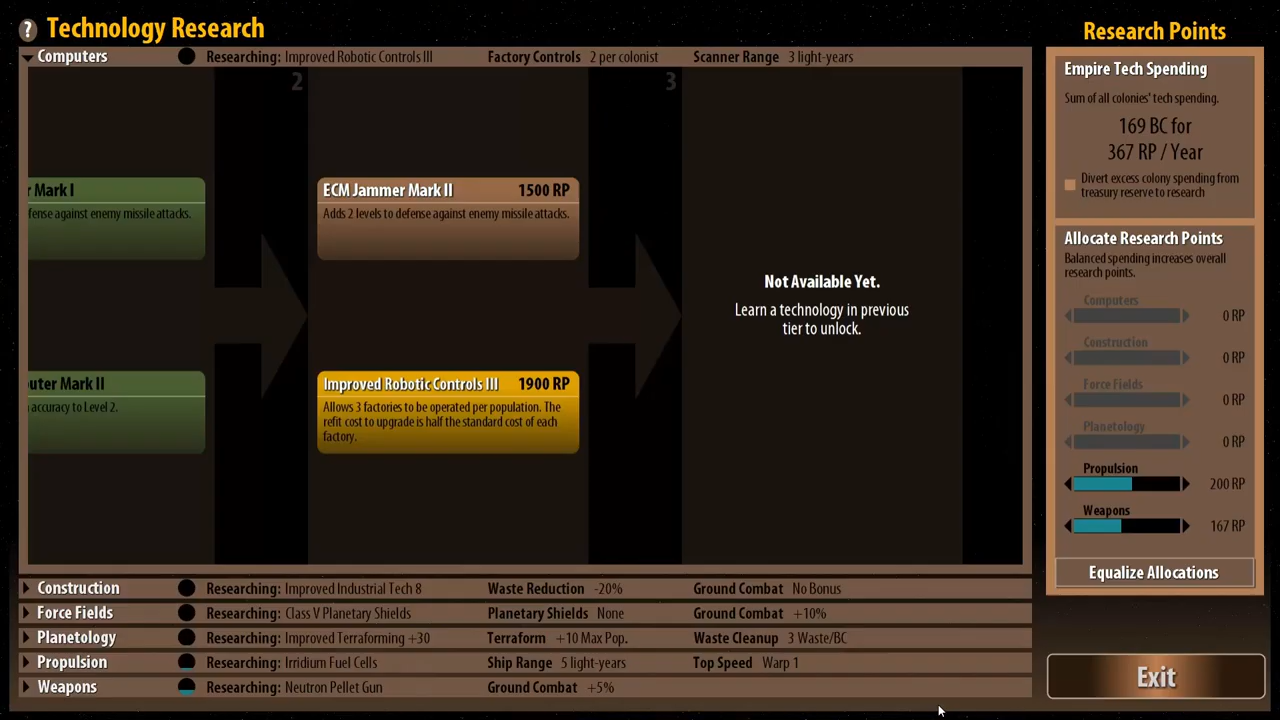 ? Technology Research
Computers Researching: Improved Robotic Controls III Factory Controls 2 per colonist Scanner Range 3 light-years
2
3
r Mark I
fense against enemy missile attacks.
ECM Jammer Mark II 1500 RP
Adds 2 levels to defense against enemy missile attacks.
Not Available Yet.
Learn a technology in previous
tier to unlock.
uter Mark II
accuracy to Level 2.
Improved Robotic Controls III 1900 RP
Allows 3 factories to be operated per population. The
refit cost to upgrade is half the standard cost of each
factory.
Construction Researching: Improved Industrial Tech 8 Waste Reduction -20% Ground Combat No Bonus
Force Fields Researching: Class V Planetary Shields Planetary Shields None Ground Combat +10%
Planetology Researching: Improved Terraforming +30 Terraform +10 Max Pop. Waste Cleanup 3 Waste/BC
Propulsion Researching: Irridium Fuel Cells Ship Range 5 light-years Top Speed Warp 1
Weapons Researching: Neutron Pellet Gun Ground Combat +5%
Research Points
Empire Tech Spending
Sum of all colonies' tech spending.
169 BC for
367 RP / Year
Divert excess colony spending from
treasury reserve to research
Allocate Research Points
Balanced spending increases overall
research points.
Computers
0 RP
Construction
0 RP
Force Fields
0 RP
Planetology
0 RP
Propulsion
200 RP
Weapons
167 RP
Equalize Allocations
Exit